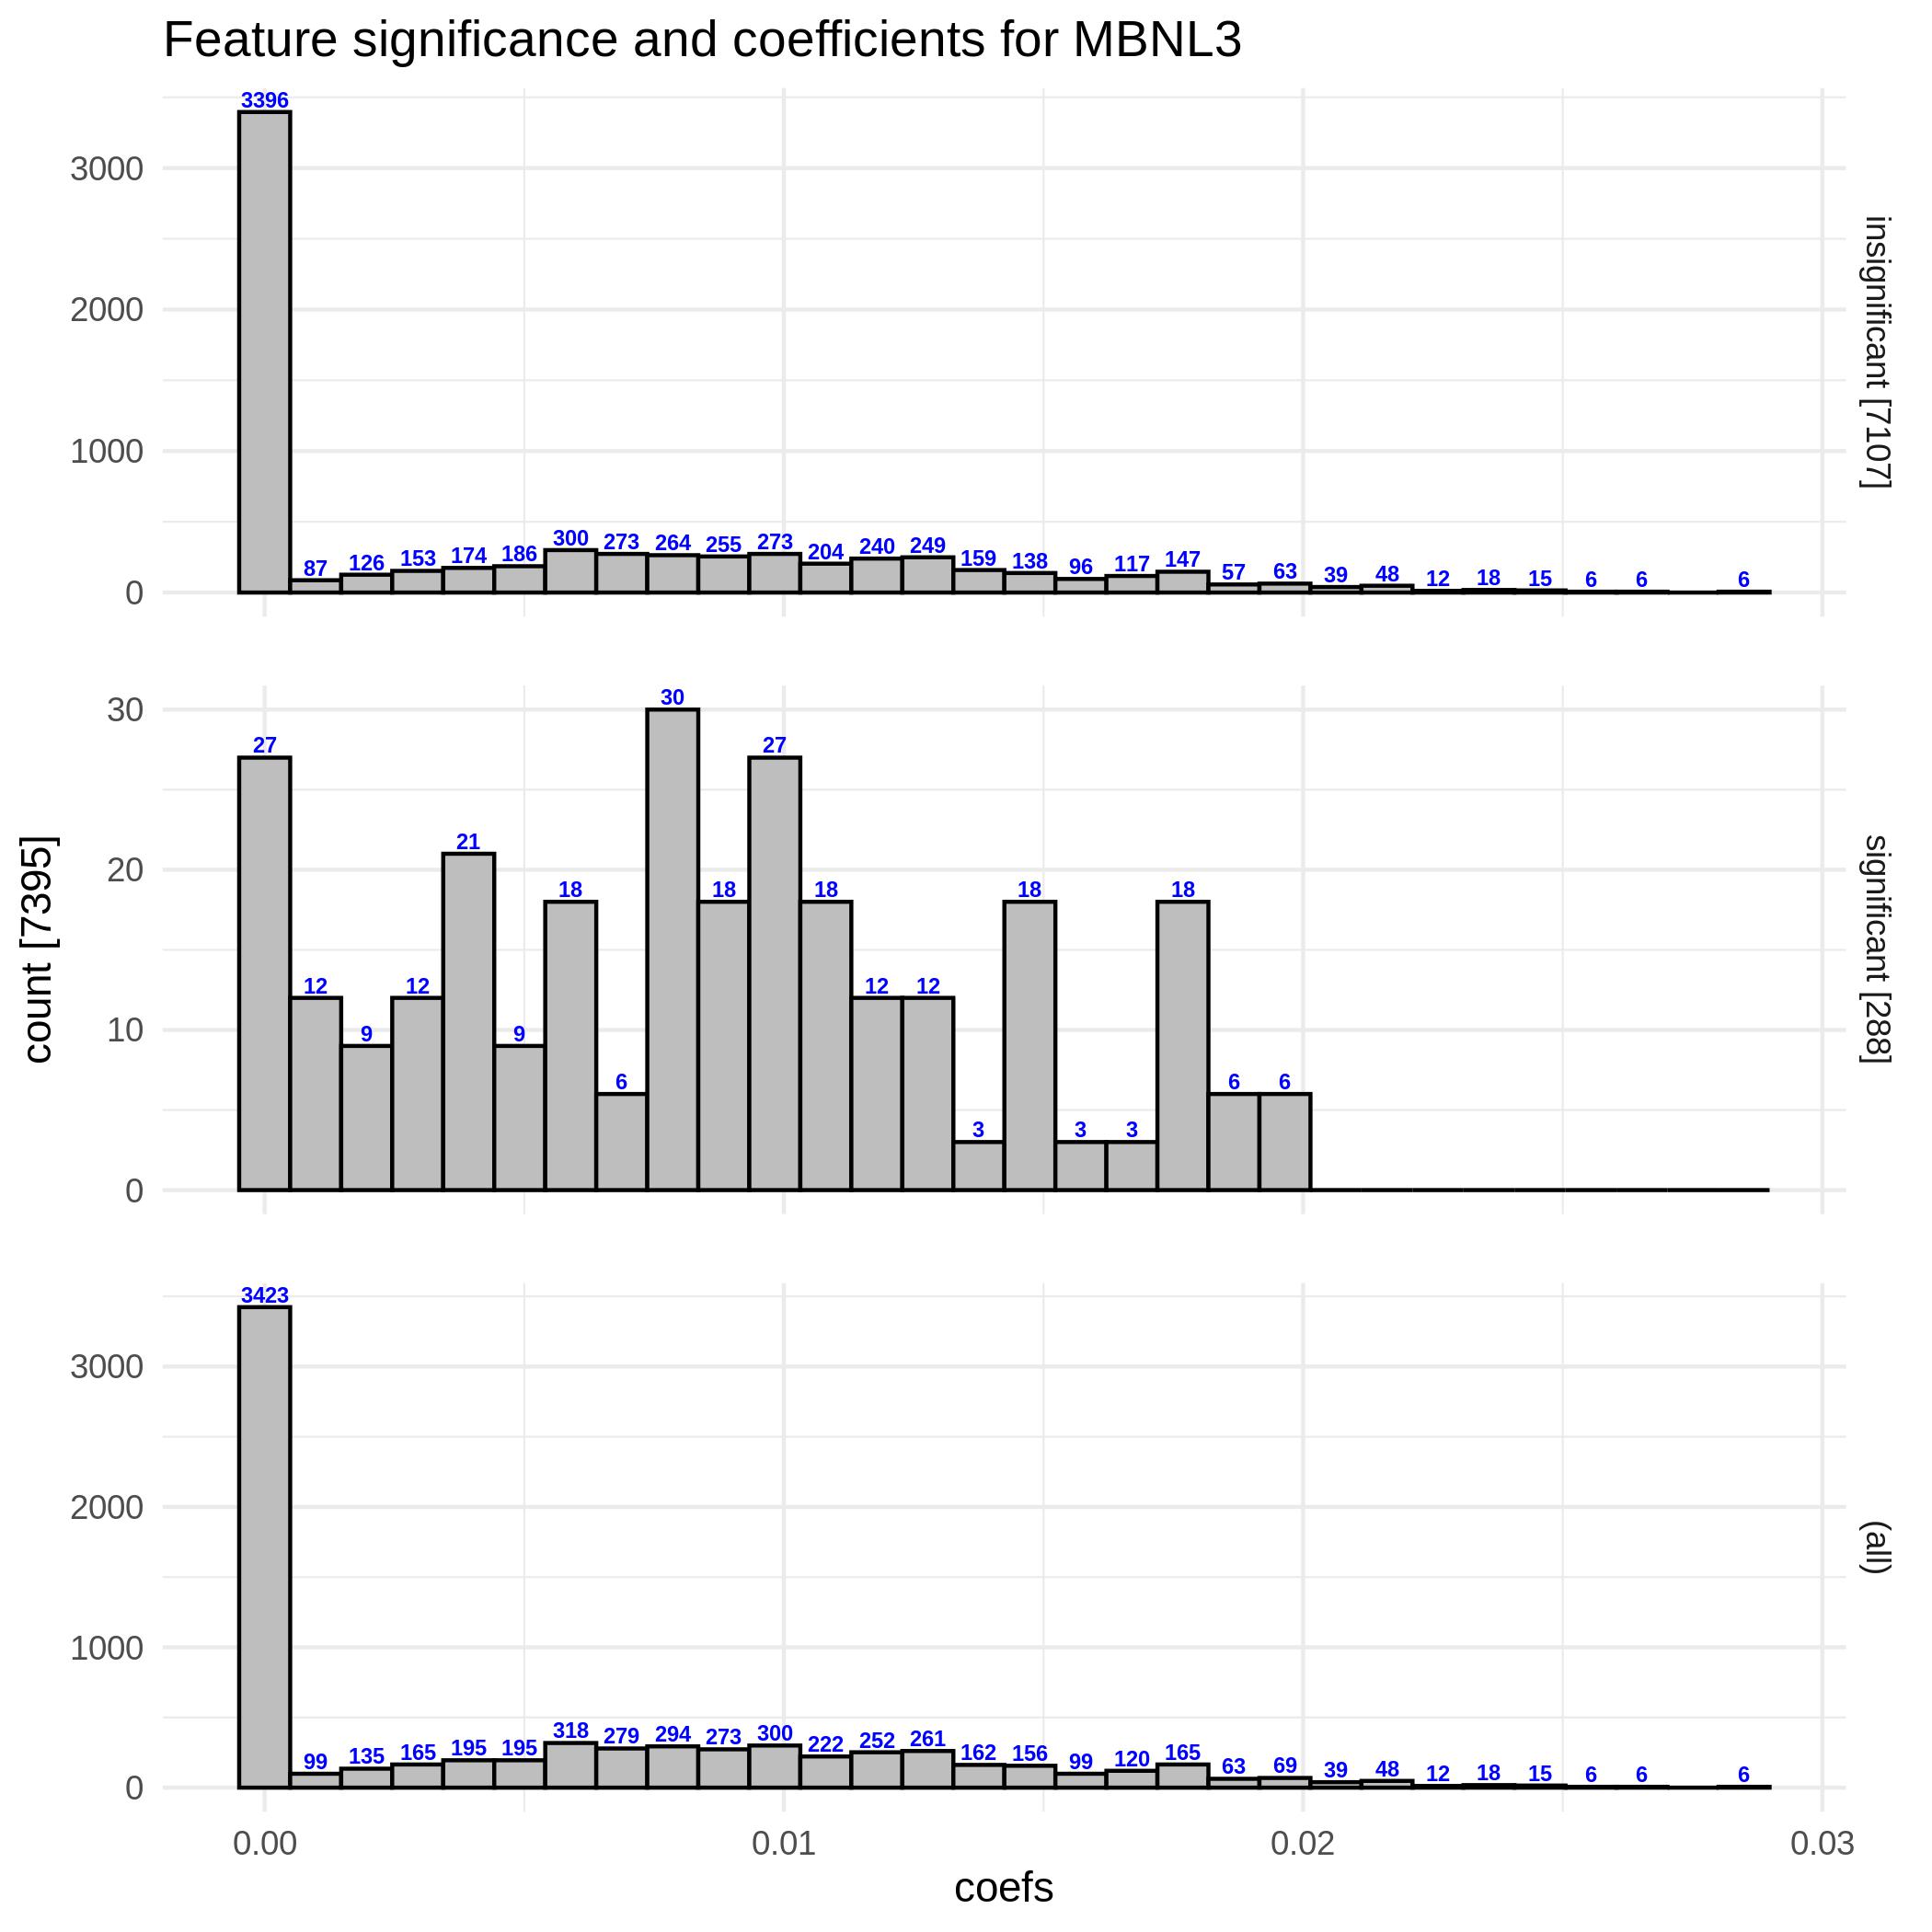 Feature significance and coefficients for MBNL3
3396
3000
2000
1000
0
87 126 153 174 186 300 273 264 255 273 204 240 249 159 138 96 117 147 57 63 39 48 12 18 15 6 6 6
insignificant [7107]
30
20
10
0
27 12 9 12 21 9 18 6 30 18 27 18 12 12 3 18 3 3 18 6 6
significant [288]
count [7395]
3423
3000
2000
1000
0
99 135 165 195 195 318 279 294 273 300 222 252 261 162 156 99 120 165 63 69 39 48 12 18 15 6 6 6
(all)
0.00 0.01 0.02 0.03
coefs